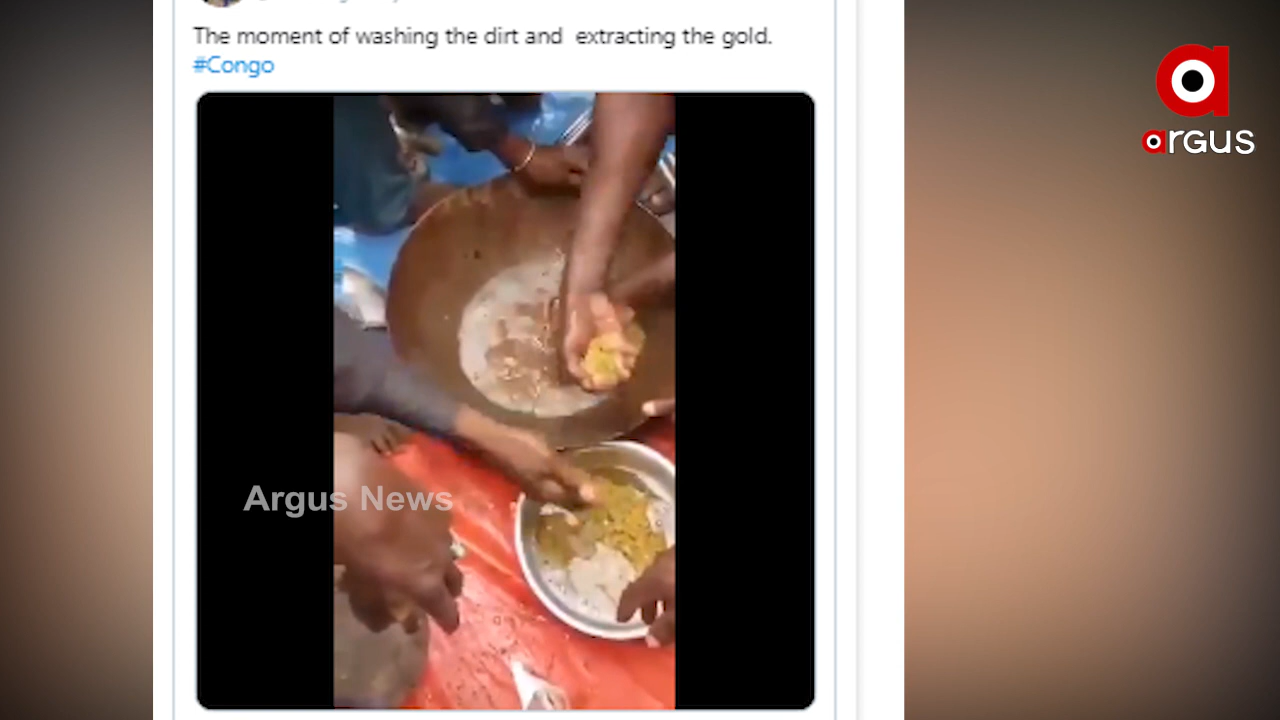 The moment of washing the dirt and extracting the gold.
#Congo
argus
Argus News